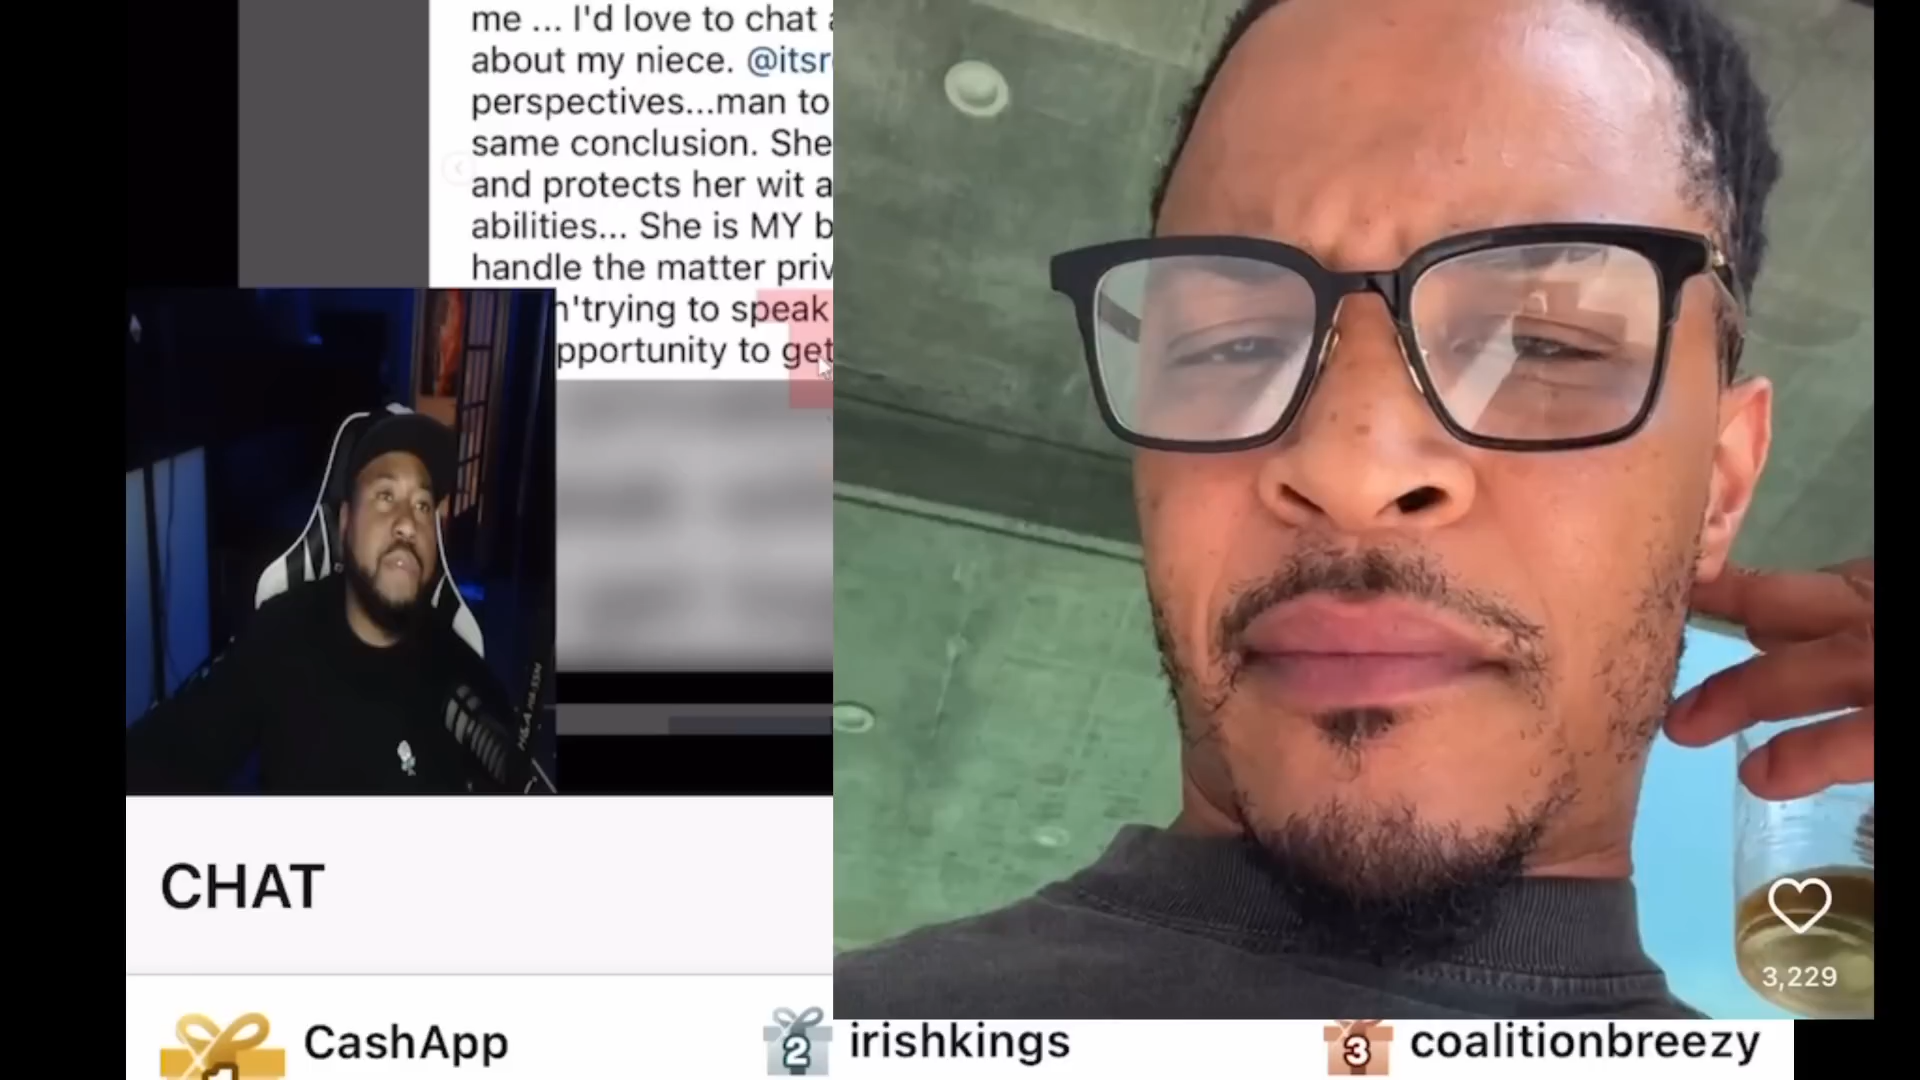 me ... I'd love to chat
about my niece. @itsr
perspectives...man to
same conclusion. She
and protects her wit a
abilities... She is MY b
handle the matter priv
n'trying to speak
pportunity to get
CHAT
1 CashApp
2 irishkings
3 coalitionbreezy
3,229